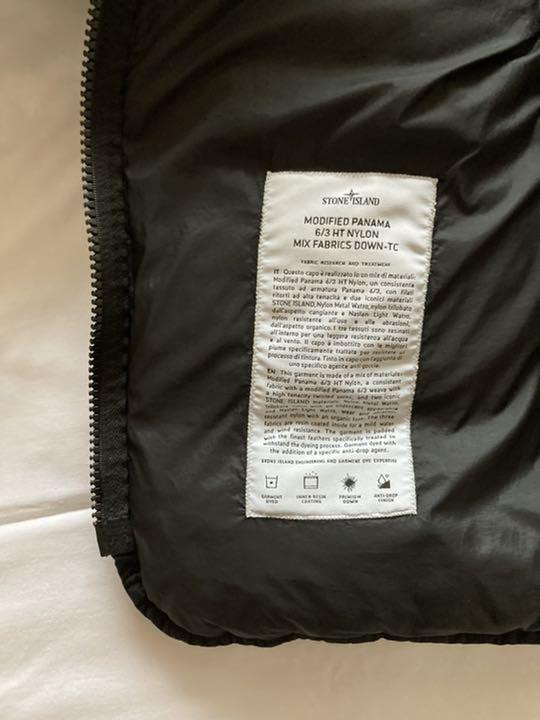 STONE ISLAND
MODIFIED PANAMA
6/3 HT NYLON
MIX FABRICS DOWN-TC
FABRIC RESEARCH AND TREATMENT
IT Questo capo è realizzato in un mix di materiali:
Modified Panama 6/3 HT Nylon, un consistente
tessuto ad armatura Panama 6/3, con filati
ritorti ad alta tenacità e due iconici materiali
STONE ISLAND, Nylon Metal Watro, nylon trilobato
dall'aspetto cangiante e Naslan Light Watro,
nylon resistente all'uso e alle abrasioni,
dall'aspetto organico. I tre tessuti sono resinati
all'interno per una leggera resistenza all'acqua
e al vento. Il capo è imbottito con le migliori
piume specificamente trattate per resistere al
processo di tintura. Tinto in capo con l'aggiunta di
uno specifico agente anti goccia.
EN This garment is made of a mix of materials:
Modified Panama 6/3 HT Nylon, a consistent
fabric with a modified Panama 6/3 weave with
a high tenacity twisted yarns, and two iconic
STONE ISLAND materials, Nylon Metal Watro,
and Naslan Light Watro, wear and
resistant nylon with an organic look. The three
fabrics are resin coated inside for a mild water
and wind resistance. The garment is padded
with the finest feathers specifically treated to
withstand the dyeing process. Garment dyed with
the addition of a specific anti-drop agent.
STONE ISLAND ENGINEERING AND GARMENT DYE EXPERTISE
GARMENT DYED
INNER RESIN COATING
PREMIUM DOWN
ANTI-DROP FINISH